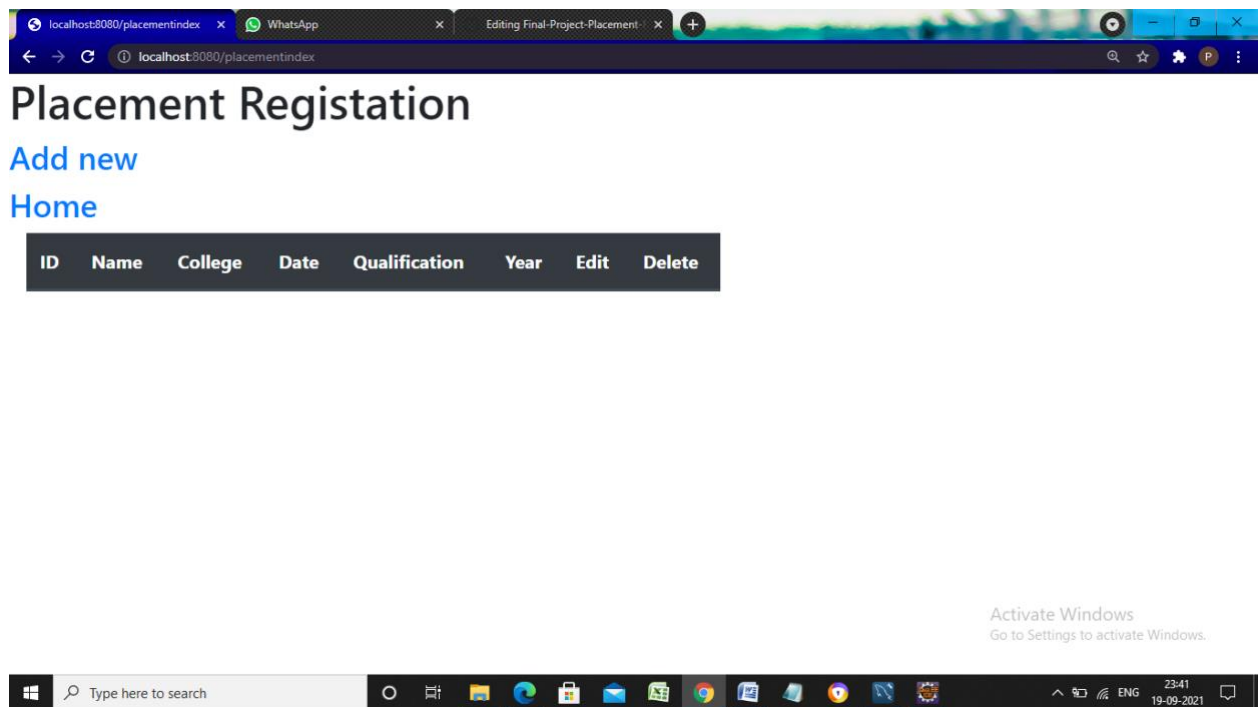 localhost:8080/placementindex
WhatsApp
Editing Final-Project-Placement-
localhost:8080/placementindex
P
Placement Registation
Add new
Home
ID Name College Date Qualification Year Edit Delete
Activate Windows
Go to Settings to activate Windows.
Type here to search
ENG
23:41
19-09-2021